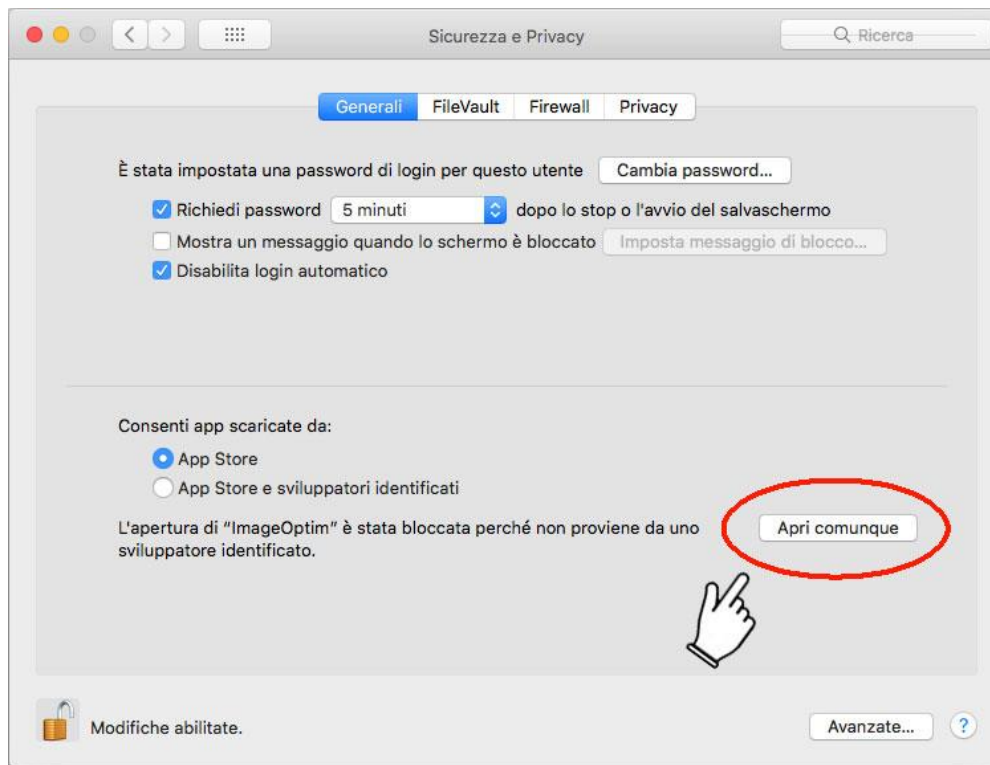 Sicurezza e Privacy
Ricerca
Generali FileVault Firewall Privacy
È stata impostata una password di login per questo utente Cambia password...
Richiedi password 5 minuti dopo lo stop o l'avvio del salvaschermo
Mostra un messaggio quando lo schermo è bloccato Imposta messaggio di blocco...
Disabilita login automatico
Consenti app scaricate da:
App Store
App Store e sviluppatori identificati
L'apertura di “ImageOptim” è stata bloccata perché non proviene da uno
sviluppatore identificato.
Apri comunque
Modifiche abilitate.
Avanzate... ?